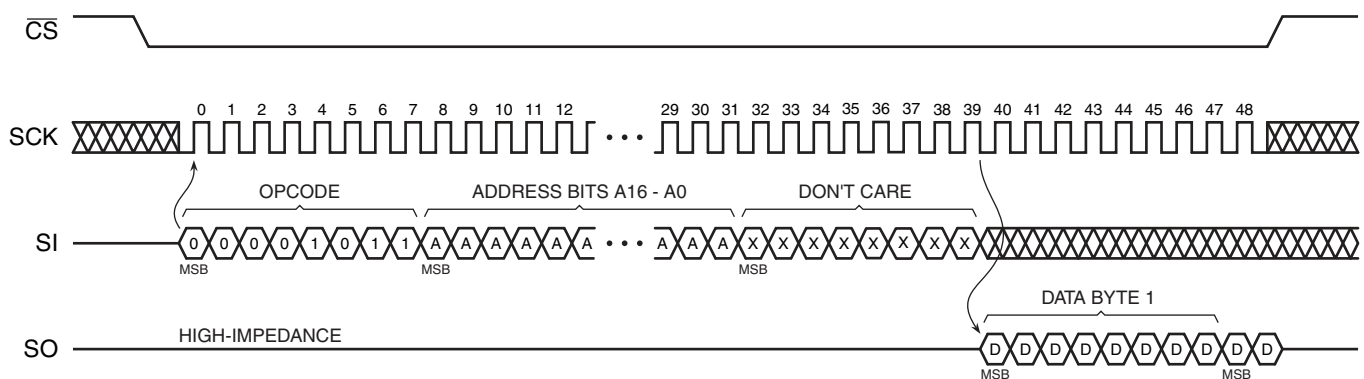 CS
0 1 2 3 4 5 6 7 8 9 10 11 12 29 30 31 32 33 34 35 36 37 38 39 40 41 42 43 44 45 46 47 48
SCK •••
OPCODE ADDRESS BITS A16 - A0 DON'T CARE
SI 0 0 0 0 1 0 1 1 A A A A A A ••• A A A X X X X X X X X
MSB MSB MSB
DATA BYTE 1
HIGH-IMPEDANCE
SO D D D D D D D D D D
MSB MSB